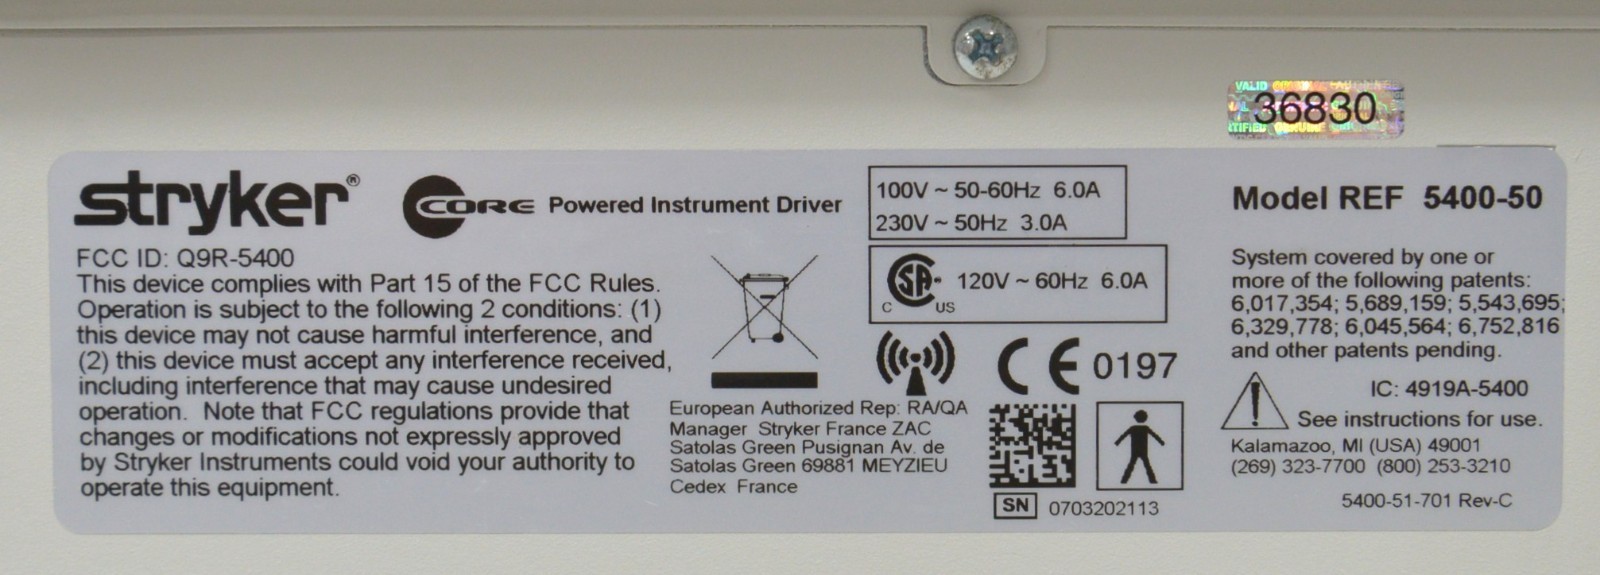 VALID
36830
stryker®
CORE Powered Instrument Driver
FCC ID: Q9R-5400
This device complies with Part 15 of the FCC Rules.
Operation is subject to the following 2 conditions: (1)
this device may not cause harmful interference, and
(2) this device must accept any interference received,
including interference that may cause undesired
operation. Note that FCC regulations provide that
changes or modifications not expressly approved
by Stryker Instruments could void your authority to
operate this equipment.
100V ~ 50-60Hz 6.0A
230V ~ 50Hz 3.0A
C SA US 120V ~ 60Hz 6.0A
CE 0197
European Authorized Rep: RA/QA
Manager Stryker France ZAC
Satolas Green Pusignan Av. de
Satolas Green 69881 MEYZIEU
Cedex France
SN 0703202113
Model REF 5400-50
System covered by one or
more of the following patents:
6,017,354; 5,689,159; 5,543,695;
6,329,778; 6,045,564; 6,752,816
and other patents pending.
IC: 4919A-5400
See instructions for use.
Kalamazoo, MI (USA) 49001
(269) 323-7700 (800) 253-3210
5400-51-701 Rev-C